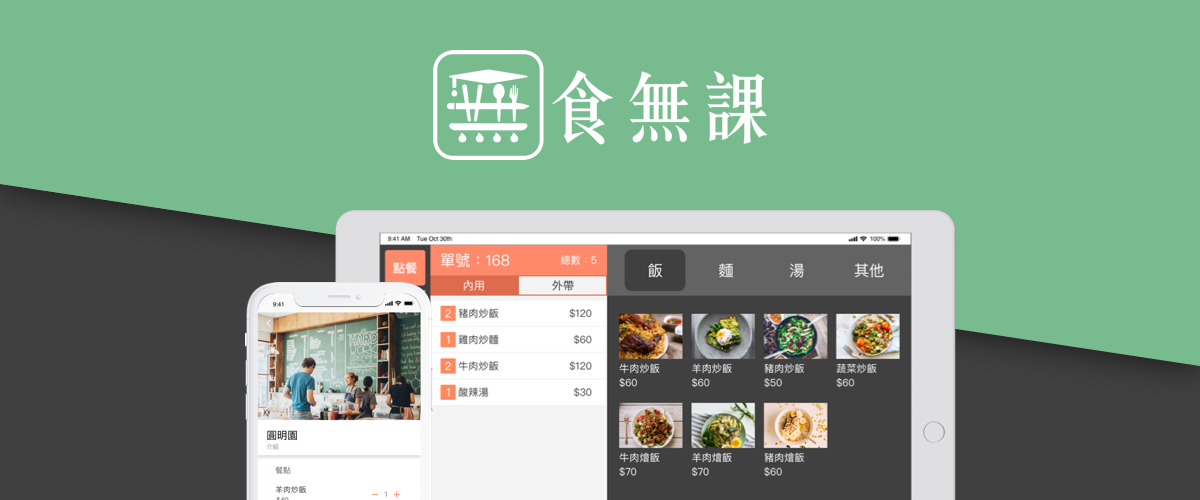 食無課
9:41 AM Tue Oct 30th
100%
點餐
單號：168
總數：5
內用
外帶
2 豬肉炒飯 $120
1 雞肉炒麵 $60
2 牛肉炒飯 $120
1 酸辣湯 $30
飯
麵
湯
其他
牛肉炒飯
$60
羊肉炒飯
$60
豬肉炒飯
$50
蔬菜炒飯
$60
牛肉燴飯
$70
羊肉燴飯
$70
豬肉燴飯
$60
9:41
圓明園
介紹
餐點
羊肉炒飯
− 1 +